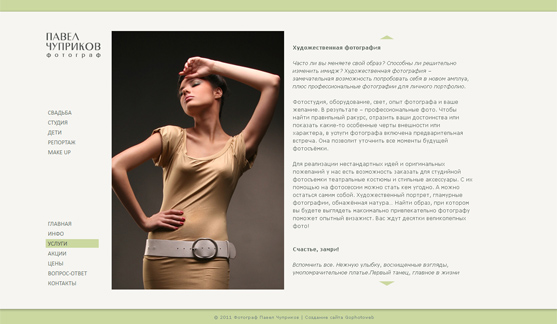 ПАВЕЛ
ЧУПРИКОВ
фотограф
СВАДЬБА
СТУДИЯ
ДЕТИ
РЕПОРТАЖ
MAKE UP
ГЛАВНАЯ
ИНФО
УСЛУГИ
АКЦИИ
ЦЕНЫ
ВОПРОС-ОТВЕТ
КОНТАКТЫ
Художественная фотография
Часто ли вы меняете свой образ? Способны ли решительно
изменить имидж? Художественная фотография –
замечательная возможность попробовать себя в новом амплуа,
плюс профессиональные фотографии для личного портфолио.
Фотостудия, оборудование, свет, опыт фотографа и ваше
желание. В результате – профессиональные фото. Чтобы
найти правильный ракурс, отразить ваши достоинства или
показать какие-то особенные черты внешности или
характера, в услуги фотографа включена предварительная
встреча. Она позволит уточнить все моменты будущей
фотосъёмки.
Для реализации нестандартных идей и оригинальных
пожеланий у нас есть возможность заказать для студийной
фотосъёмки театральные костюмы и стильные аксессуары. С их
помощью на фотосессии можно стать кем угодно. А можно
остаться самим собой. Художественный портрет, гламурные
фотографии, обнажённая натура... Найти образ, при котором
вы будете выглядеть максимально привлекательно фотографу
поможет опытный визажист. Вас ждут десятки великолепных
фото!
Счастье, замри!
Вспомнить все. Нежную улыбку, восхищенные взгляды,
умопомрачительное платье.Первый танец, главное в жизни
© 2011 Фотограф Павел Чуприков | Создание сайта